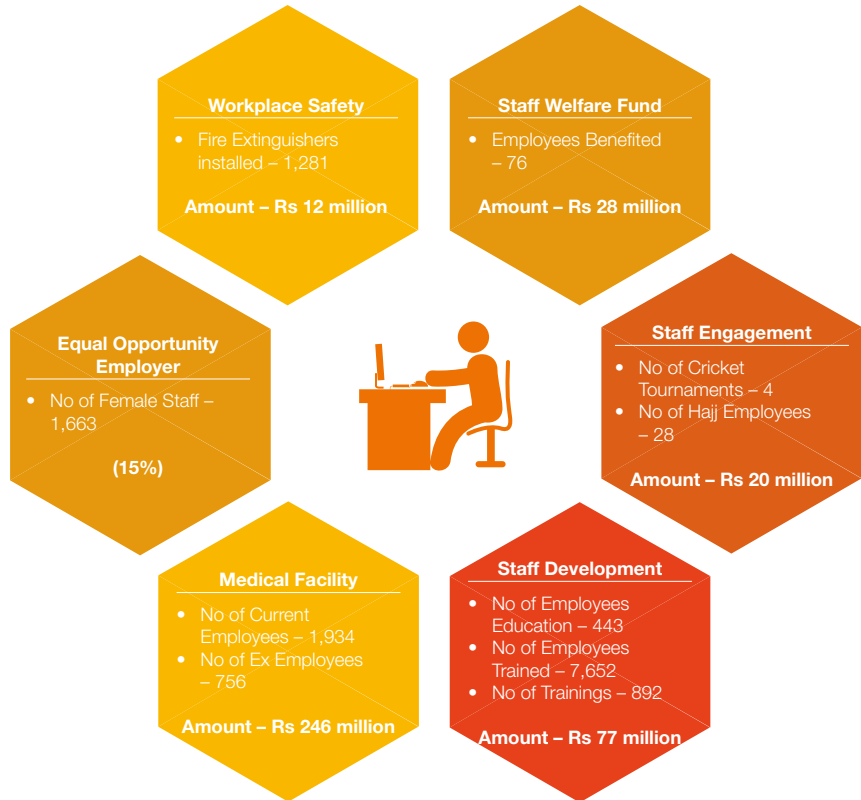 Workplace Safety
• Fire Extinguishers
installed – 1,281
Amount – Rs 12 million
Staff Welfare Fund
• Employees Benefited
– 76
Amount – Rs 28 million
Equal Opportunity
Employer
• No of Female Staff –
1,663
(15%)
Staff Engagement
• No of Cricket
Tournaments – 4
• No of Hajj Employees
– 28
Amount – Rs 20 million
Medical Facility
• No of Current
Employees – 1,934
• No of Ex Employees
– 756
Amount – Rs 246 million
Staff Development
• No of Employees
Education – 443
• No of Employees
Trained – 7,652
• No of Trainings – 892
Amount – Rs 77 million